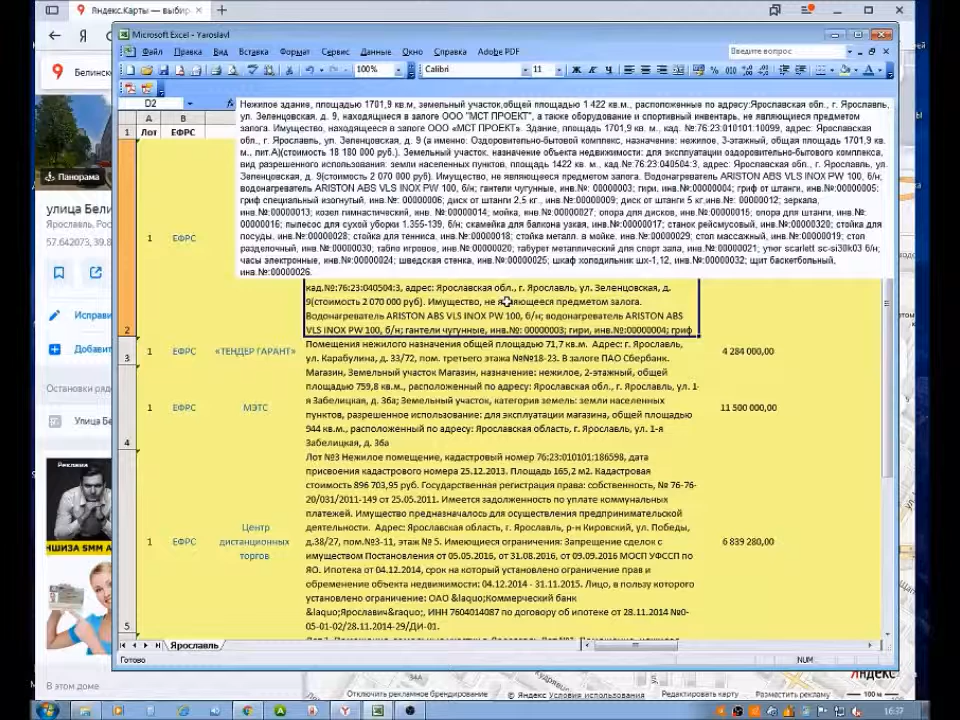 Яндекс.Карты — выбир
Microsoft Excel - Yaroslavl
Файл Правка Вид Вставка Формат Сервис Данные Окно Справка Adobe PDF
Введите вопрос
100%
Calibri
11
D2
Нежилое здание, площадью 1701,9 кв.м, земельный участок,общей площадью 1 422 кв.м., расположенные по адресу:Ярославская обл., г. Ярославль,
ул. Зеленцовская, д. 9, находящиеся в залоге ООО "МСТ ПРОЕКТ", а также оборудование и спортивный инвентарь, не являющиеся предметом
залога. Имущество, находящееся в залоге ООО «МСТ ПРОЕКТ». Здание, площадь 1701,9 кв.м., кад. №:76:23:010101:10099, адрес: Ярославская
обл., г. Ярославль, ул. Зеленцовская, д. 9 (а именно: Оздоровительно-бытовой комплекс, назначение: нежилое, 3-этажный, общая площадь 1701,9 кв.
м., лит.А)(стоимость 18 180 000 руб.). Земельный участок, назначение объекта недвижимости: для эксплуатации оздоровительно-бытового комплекса,
вид разрешенного использования: земли населенных пунктов, площадь 1422 кв.м., кад.№:76:23:040504:3, адрес: Ярославская обл., г. Ярославль, ул.
Зеленцовская, д. 9(стоимость 2 070 000 руб). Имущество, не являющееся предметом залога. Водонагреватель ARISTON ABS VLS INOX PW 100, б/н;
водонагреватель ARISTON ABS VLS INOX PW 100, б/н; гантели чугунные, инв.№: 00000003; гири, инв.№:00000004; гриф от штанги, инв.№:00000005;
гриф специальный изогнутый, инв.№: 00000006; диск от штанги 2,5 кг., инв.№:00000009; диск от штанги 5 кг.инв.№: 00000012; зеркала,
инв.№:00000013; козел гимнастический, инв.№:00000014; мойка, инв.№:00000027; опора для дисков, инв.№:00000015; опора для штанги, инв.№:
00000016; пылесос для сухой уборки 1.355-139, б/н; скамейка для балкона узкая, инв.№:00000017; станок рейсмусовый, инв.№:00000320; стойка для
посуды, инв.№:00000028; стойка для тенниса, инв.№:00000018; стойка металл. в мойке, инв.№:00000029; стол массажный, инв.№:00000019; стол
разделочный, инв.№:00000030; табло игровое, инв.№:00000020; табурет металлический для спорт зала, инв.№:00000021; утюг scarlett sc-si30k03 б/н;
часы электронные, инв.№:00000024; шведская стенка, инв.№:00000025; шкаф холодильник шх-1,12, инв.№:00000032; щит баскетбольный,
инв.№:00000026.
A B
1 Лот ЕФРС
1 ЕФРС
кад.№:76:23:040504:3, адрес: Ярославская обл., г. Ярославль, ул. Зеленцовская, д.
9(стоимость 2 070 000 руб). Имущество, не являющееся предметом залога.
Водонагреватель ARISTON ABS VLS INOX PW 100, б/н; водонагреватель ARISTON ABS
VLS INOX PW 100, б/н; гантели чугунные, инв.№: 00000003; гири, инв.№:00000004; гриф
2
Помещения нежилого назначения общей площадью 71,7 кв.м. Адрес: г. Ярославль,
3 1 ЕФРС «ТЕНДЕР ГАРАНТ» 4 284 000,00
ул. Карабулина, д. 33/72, пом. третьего этажа №№18-23. В залоге ПАО Сбербанк.
Магазин, Земельный участок Магазин, назначение: нежилое, 2-этажный, общей
площадью 759,8 кв.м., расположенный по адресу: Ярославская обл., г. Ярославль, ул. 1-
я Забелицкая, д. 36а; Земельный участок, категория земель: земли населенных
1 ЕФРС МЭТС 11 500 000,00
пунктов, разрешенное использование: для эксплуатации магазина, общей площадью
944 кв.м., расположенный по адресу: Ярославская область, г. Ярославль, ул. 1-я
Забелицкая, д. 36а
4
Лот №3 Нежилое помещение, кадастровый номер 76:23:010101:186598, дата
присвоения кадастрового номера 25.12.2013. Площадь 165,2 м2. Кадастровая
стоимость 896 703,95 руб. Государственная регистрация права: собственность, № 76-76-
20/031/2011-149 от 25.05.2011. Имеется задолженность по уплате коммунальных
платежей. Имущество предназначалось для осуществления предпринимательской
деятельности. Адрес: Ярославская область, г. Ярославль, р-н Кировский, ул. Победы,
1 ЕФРС Центр дистанционных торгов 6 839 280,00
д.38/27, пом.№3-11, этаж № 5. Имеющиеся ограничения: Запрещение сделок с
имуществом Постановления от 05.05.2016, от 31.08.2016, от 09.09.2016 МОСП УФССП по
ЯО. Ипотека от 04.12.2014, срок на который установлено ограничение прав и
обременение объекта недвижимости: 04.12.2014 - 31.11.2015. Лицо, в пользу которого
установлено ограничение: ОАО &laquo;Коммерческий банк
&laquo;Ярославич&raquo;, ИНН 7604014087 по договору об ипотеке от 28.11.2014 №0-
05-01-02/28.11.2014-29/ДИ-01.
5
Ярославль
Готово
NUM
Белинск
Панорама
улица Бели
Ярославль, Рос
57.642073, 39.8
Исправи
Добавит
Остановки рядо
Улица Бе
Реклама
ШИЗА SMM А
В этом доме
34А
Яндекс
Отключить рекламное брендирование
© Яндекс Условия использования
Редактировать карту
Разместить рекламу
100 м
16:37